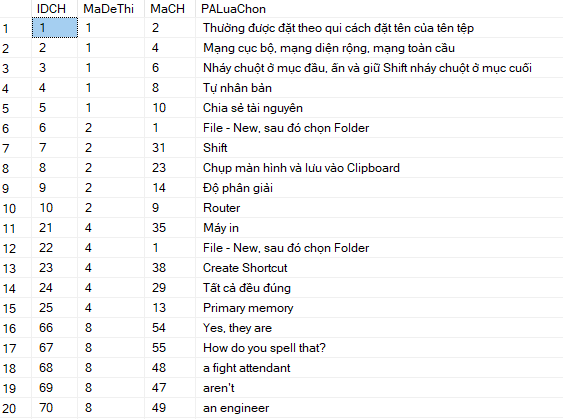 IDCH MaDeThi MaCH PALuaChon
1 1 1 2 Thường được đặt theo qui cách đặt tên của tên tệp
2 2 1 4 Mạng cục bộ, mạng diện rộng, mạng toàn cầu
3 3 1 6 Nháy chuột ở mục đầu, ấn và giữ Shift nháy chuột ở mục cuối
4 4 1 8 Tự nhân bản
5 5 1 10 Chia sẻ tài nguyên
6 6 2 1 File - New, sau đó chọn Folder
7 7 2 31 Shift
8 8 2 23 Chụp màn hình và lưu vào Clipboard
9 9 2 14 Độ phân giải
10 10 2 9 Router
11 21 4 35 Máy in
12 22 4 1 File - New, sau đó chọn Folder
13 23 4 38 Create Shortcut
14 24 4 29 Tất cả đều đúng
15 25 4 13 Primary memory
16 66 8 54 Yes, they are
17 67 8 55 How do you spell that?
18 68 8 48 a fight attendant
19 69 8 47 aren't
20 70 8 49 an engineer